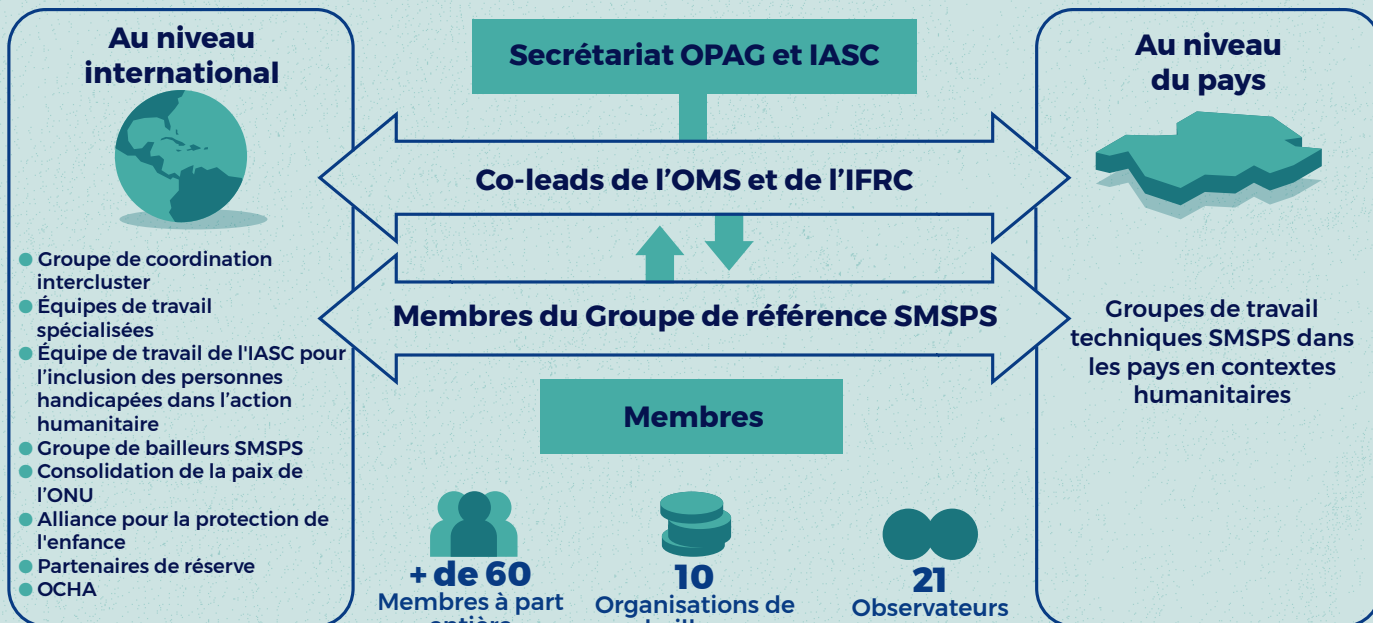 Au niveau
international
Groupe de coordination
intercluster
Équipes de travail
spécialisées
Équipe de travail de l'IASC pour
l'inclusion des personnes
handicapées dans l'action
humanitaire
Groupe de bailleurs SMSPS
Consolidation de la paix de
l'ONU
Alliance pour la protection de
l'enfance
Partenaires de réserve
OCHA
Secrétariat OPAG et IASC
Co-leads de l'OMS et de l'IFRC
Membres du Groupe de référence SMSPS
Membres
+ de 60
Membres à part
10
Organisations de
21
Observateurs
Au niveau
du pays
Groupes de travail
techniques SMSPS dans
les pays en contextes
humanitaires